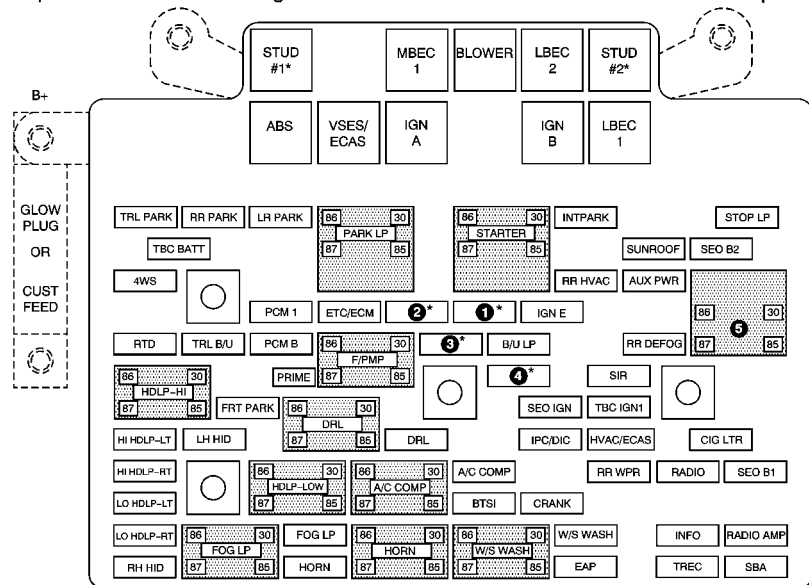 STUD #1*
MBEC 1
BLOWER
LBEC 2
STUD #2*
B+
ABS
VSES/ ECAS
IGN A
IGN B
LBEC 1
GLOW PLUG OR CUST FEED
TRL PARK
RR PARK
LR PARK
86 30
PARK LP
87 85
86 30
STARTER
87 85
INTPARK
STOP LP
TBC BATT
SUNROOF
SEO B2
4WS
RR HVAC
AUX PWR
86 30
5
87 85
PCM 1
ETC/ECM
2*
1*
IGN E
RTD
TRL B/U
PCM B
86 30
F/PMP
87 85
3*
B/U LP
RR DEFOG
PRIME
4*
SIR
86 30
HDLP-HI
87 85
FRT PARK
86 30
DRL
87 85
SEO IGN
TBC IGN1
HI HDLP-LT
LH HID
DRL
IPC/DIC
HVAC/ECAS
CIG LTR
HI HDLP-RT
86 30
HDLP-LOW
87 85
86 30
A/C COMP
87 85
A/C COMP
RR WPR
RADIO
SEO B1
LO HDLP-LT
BTSI
CRANK
LO HDLP-RT
86 30
FOG LP
87 85
FOG LP
86 30
HORN
87 85
86 30
W/S WASH
87 85
W/S WASH
INFO
RADIO AMP
RH HID
HORN
EAP
TREC
SBA